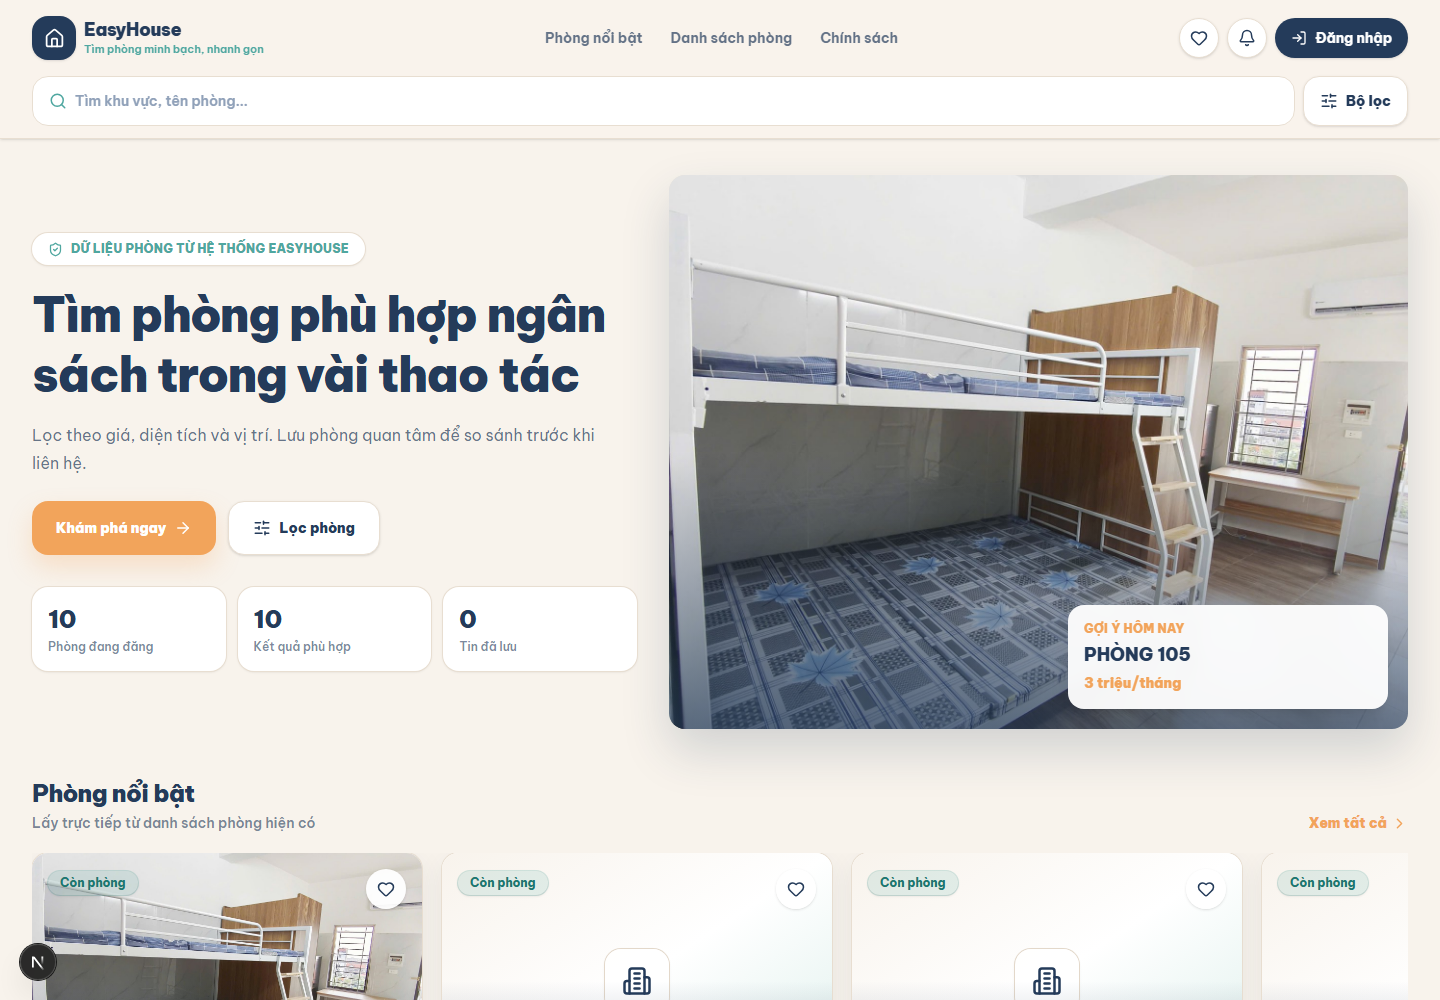 EasyHouse
Tìm phòng minh bạch, nhanh gọn
Phòng nổi bật
Danh sách phòng
Chính sách
Đăng nhập
Tìm khu vực, tên phòng...
Bộ lọc
DỮ LIỆU PHÒNG TỪ HỆ THỐNG EASYHOUSE
Tìm phòng phù hợp ngân
sách trong vài thao tác
Lọc theo giá, diện tích và vị trí. Lưu phòng quan tâm để so sánh trước khi
liên hệ.
Khám phá ngay
Lọc phòng
10
Phòng đang đăng
10
Kết quả phù hợp
0
Tin đã lưu
GỢI Ý HÔM NAY
PHÒNG 105
3 triệu/tháng
Phòng nổi bật
Lấy trực tiếp từ danh sách phòng hiện có
Xem tất cả
Còn phòng
Còn phòng
Còn phòng
Còn phòng
N